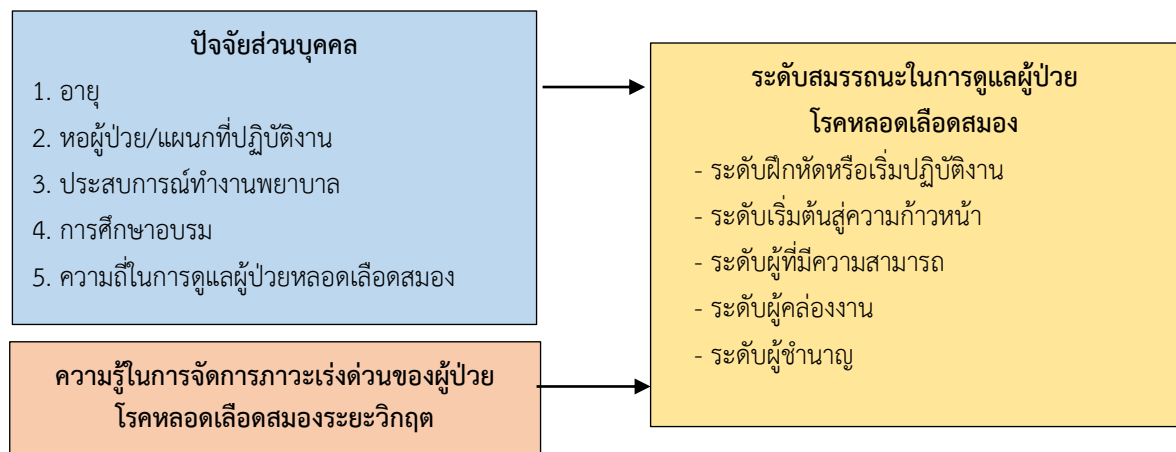 ปัจจัยส่วนบุคคล
1. อายุ
2. หอผู้ป่วย/แผนกที่ปฏิบัติงาน
3. ประสบการณ์ทำงานพยาบาล
4. การศึกษาอบรม
5. ความถี่ในการดูแลผู้ป่วยหลอดเลือดสมอง
ความรู้ในการจัดการภาวะเร่งด่วนของผู้ป่วย
โรคหลอดเลือดสมองระยะวิกฤต
ระดับสมรรถนะในการดูแลผู้ป่วย
โรคหลอดเลือดสมอง
- ระดับฝึกหัดหรือเริ่มปฏิบัติงาน
- ระดับเริ่มต้นสู่ความก้าวหน้า
- ระดับผู้ที่มีความสามารถ
- ระดับผู้คล่องงาน
- ระดับผู้ชำนาญ